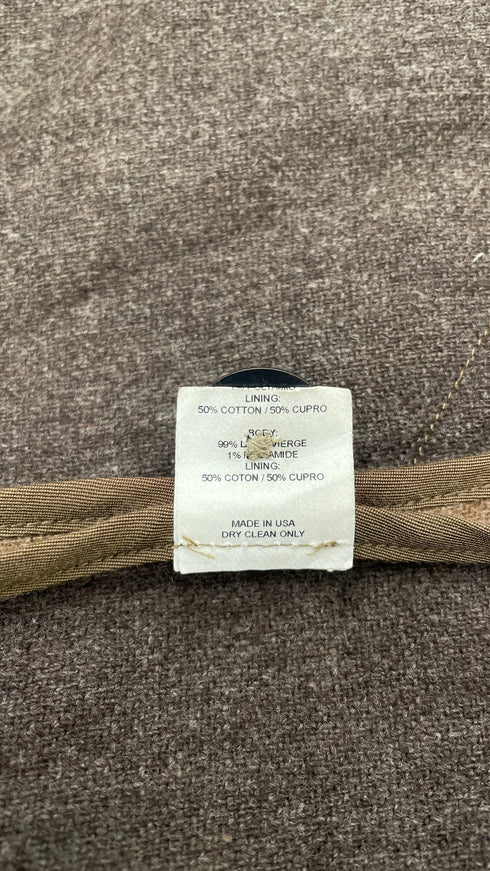 LINING:
50% COTTON / 50% CUPRO
BODY:
99% VIERGE
1%
LINING:
50% COTON / 50% CUPRO
MADE IN USA
DRY CLEAN ONLY